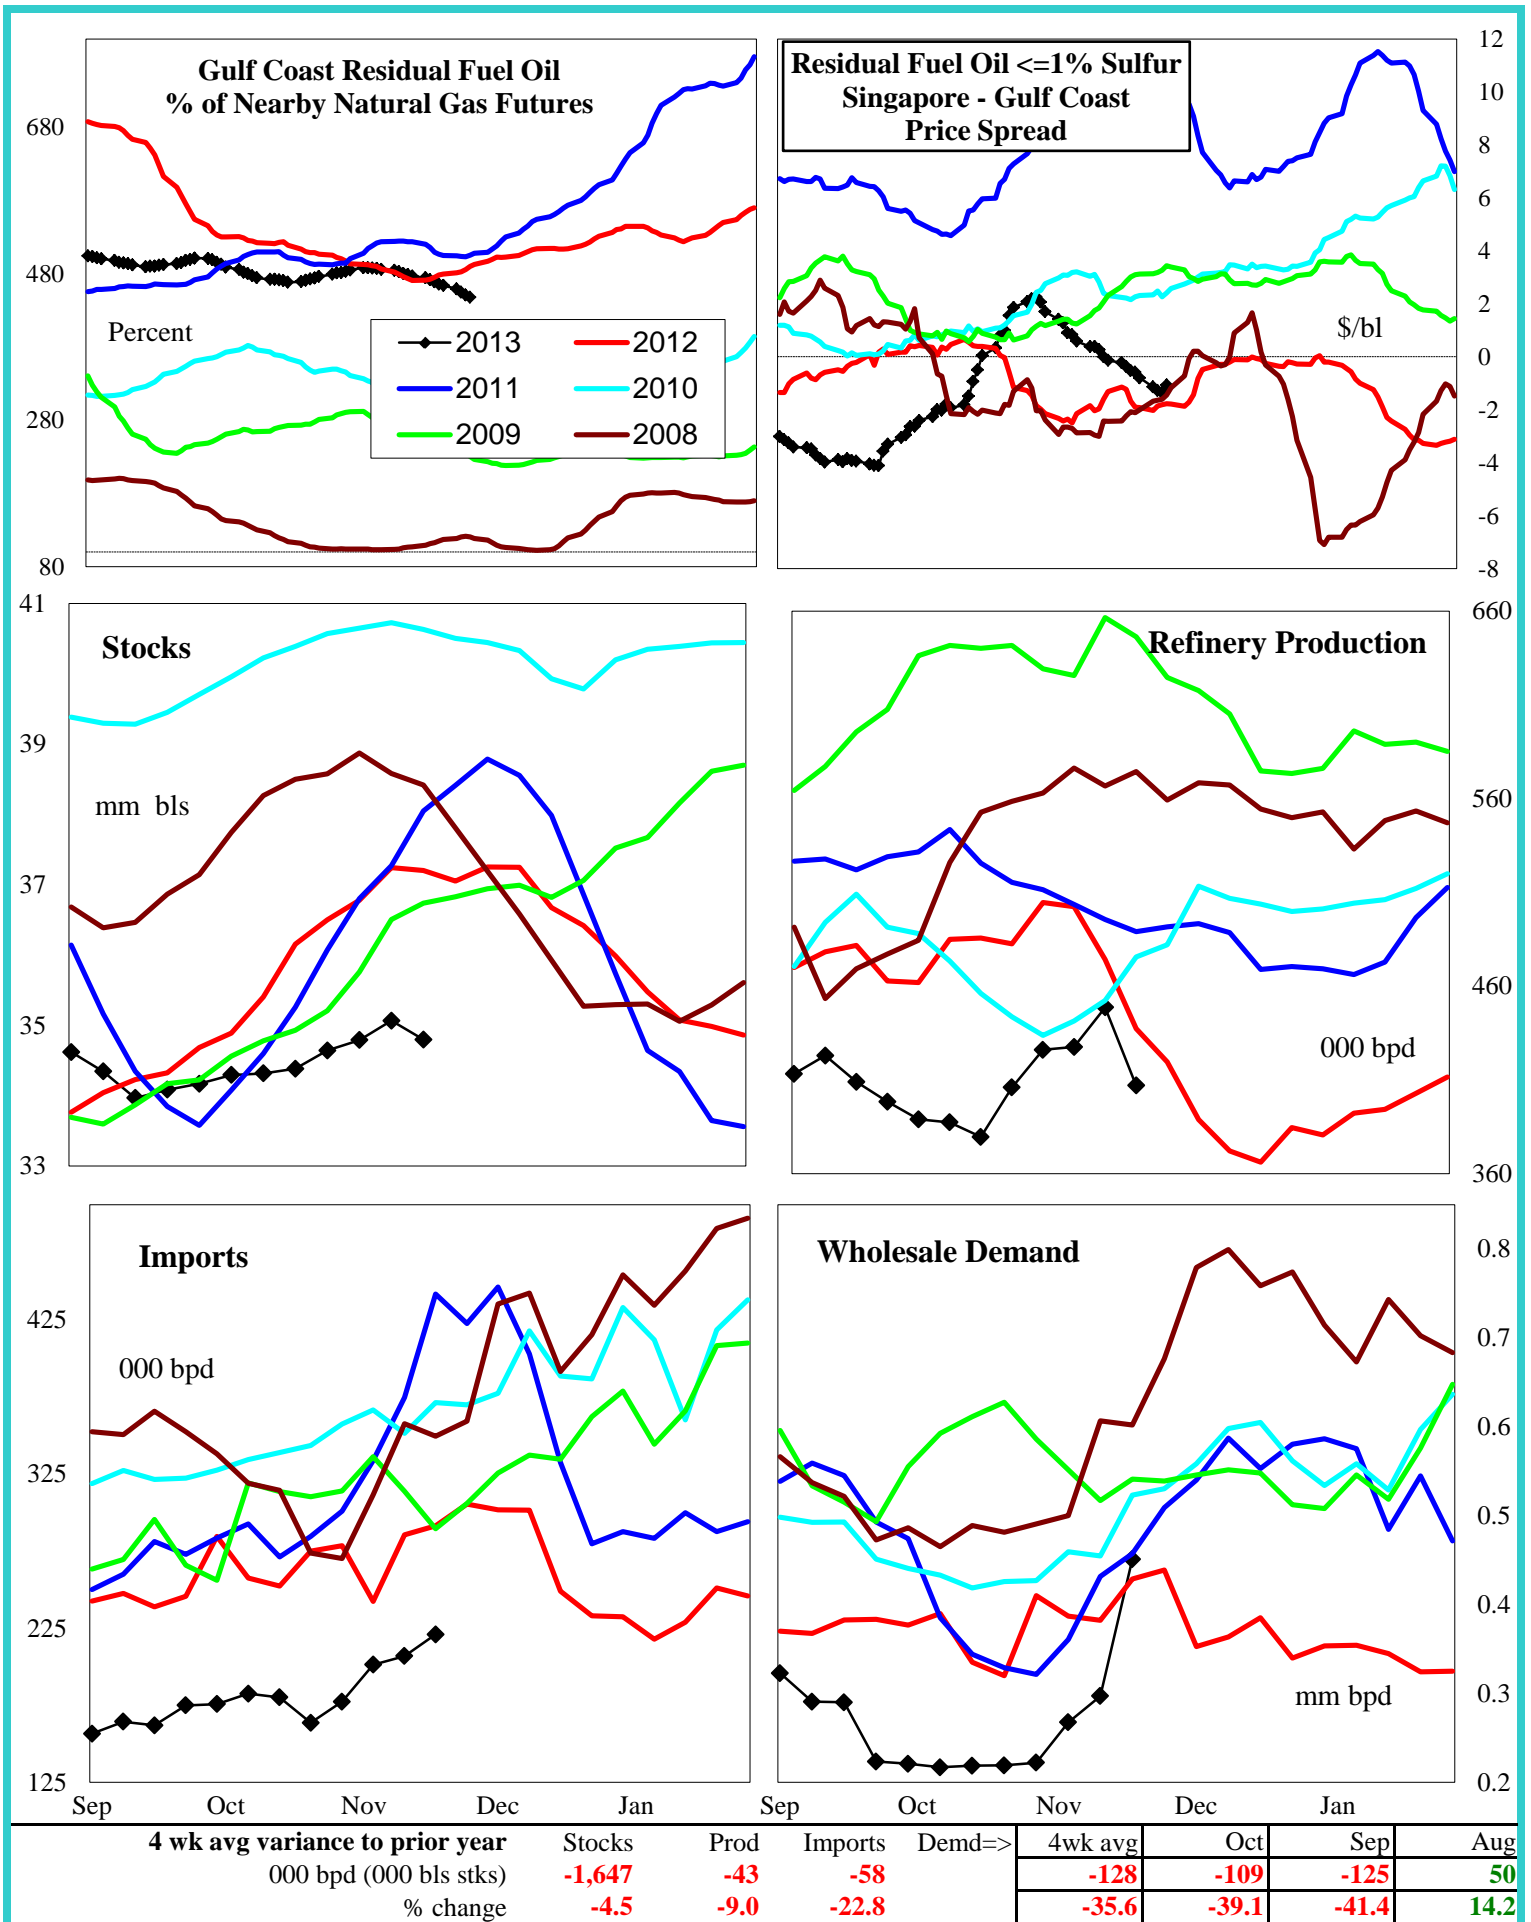 Gulf Coast Residual Fuel Oil
% of Nearby Natural Gas Futures
680
480
280
80
Percent
2013
2012
2011
2010
2009
2008
Residual Fuel Oil <=1% Sulfur
Singapore - Gulf Coast
Price Spread
$/bl
12
10
8
6
4
2
0
-2
-4
-6
-8
Stocks
mm bls
41
39
37
35
33
Refinery Production
000 bpd
660
560
460
360
Imports
000 bpd
425
325
225
125
Sep Oct Nov Dec Jan
Wholesale Demand
mm bpd
0.8
0.7
0.6
0.5
0.4
0.3
0.2
Sep Oct Nov Dec Jan
4 wk avg variance to prior year Stocks Prod Imports Demd=> 4wk avg Oct Sep Aug
000 bpd (000 bls stks) -1,647 -43 -58 -128 -109 -125 50
% change -4.5 -9.0 -22.8 -35.6 -39.1 -41.4 14.2